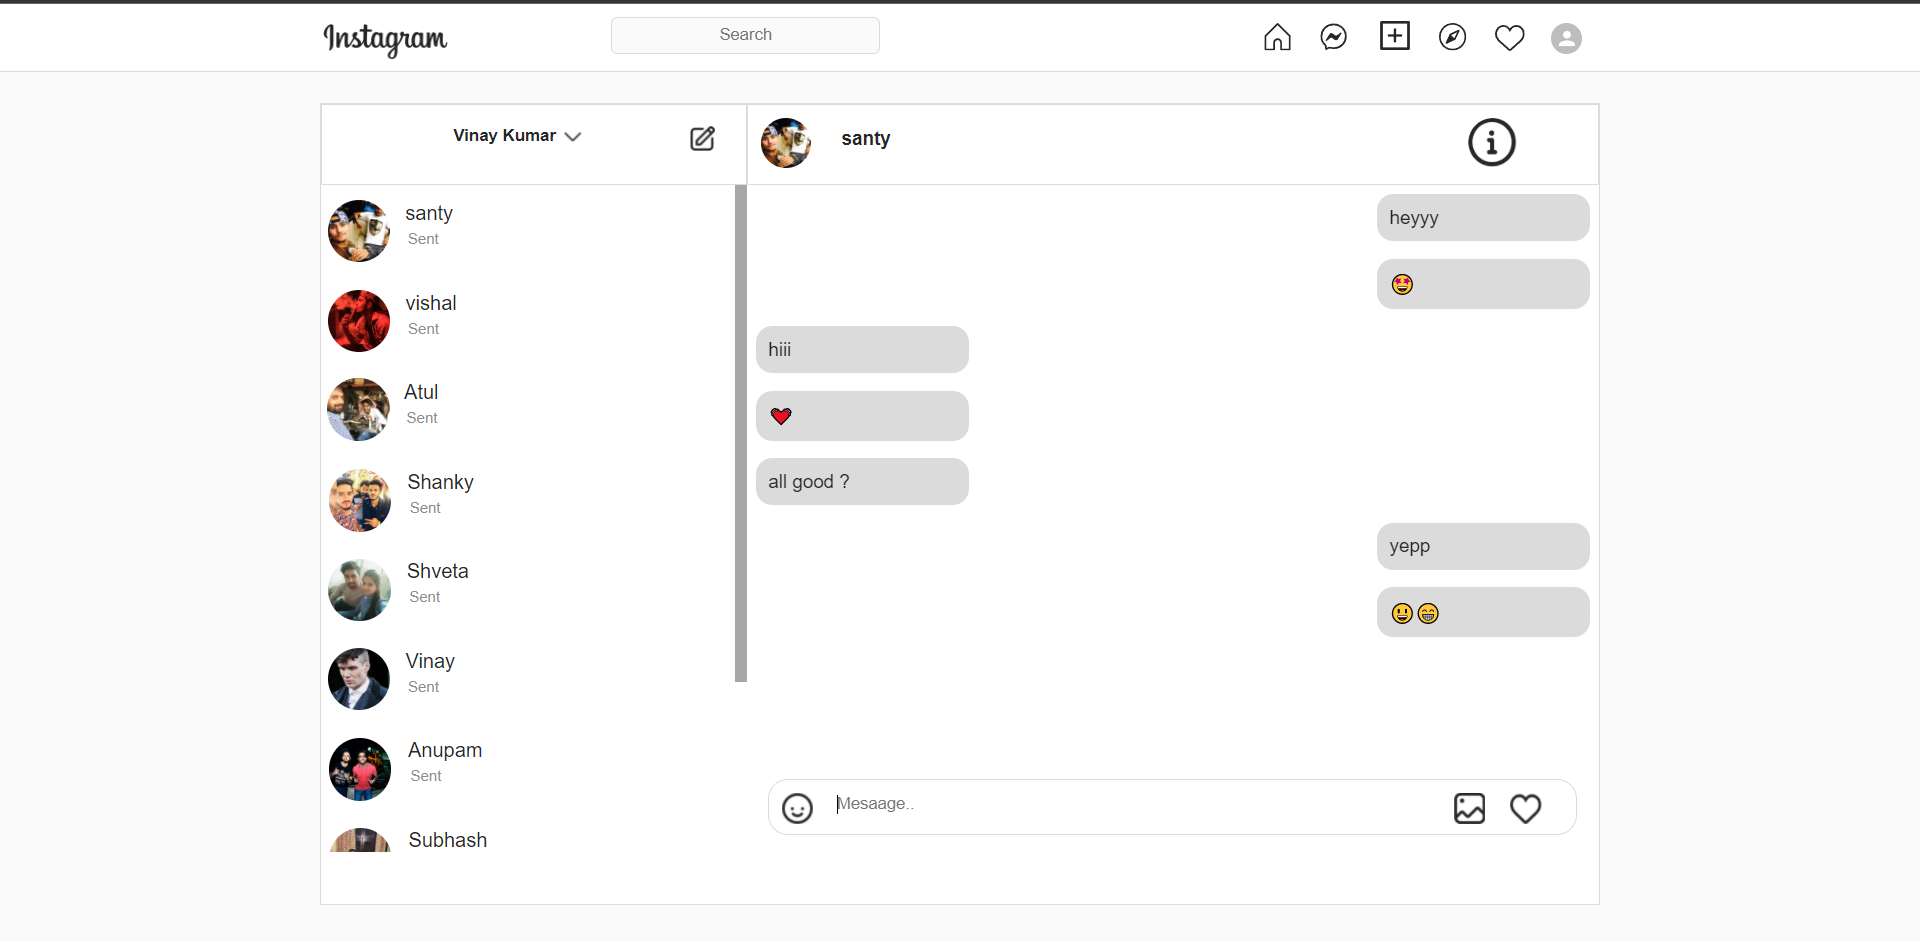 Instagram
Search
Vinay Kumar
santy
Sent
vishal
Sent
Atul
Sent
Shanky
Sent
Shveta
Sent
Vinay
Sent
Anupam
Sent
Subhash
santy
heyyy
🤩
hiii
❤
all good ?
yepp
😃😁
Mesaage..